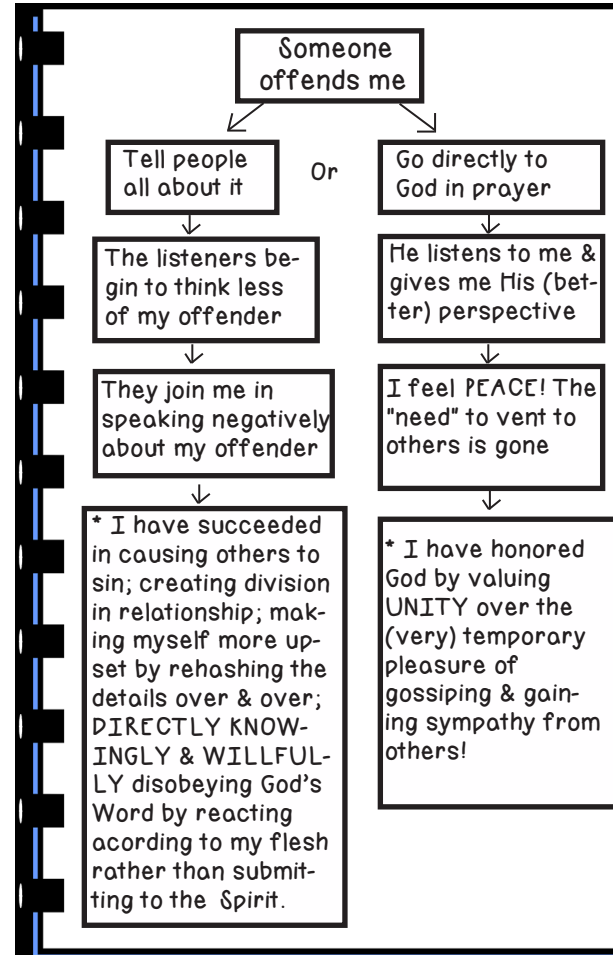 Someone
offends me
Tell people
all about it
Or
Go directly to
God in prayer
The listeners be-
gin to think less
of my offender
He listens to me &
gives me His (bet-
ter) perspective
They join me in
speaking negatively
about my offender
I feel PEACE! The
"need" to vent to
others is gone
* I have succeeded
in causing others to
sin; creating division
in relationship; mak-
ing myself more up-
set by rehashing the
details over & over;
DIRECTLY KNOW-
INGLY & WILLFUL-
LY disobeying God's
Word by reacting
acording to my flesh
rather than submit-
ting to the Spirit.
* I have honored
God by valuing
UNITY over the
(very) temporary
pleasure of
gossiping & gain-
ing sympathy from
others!